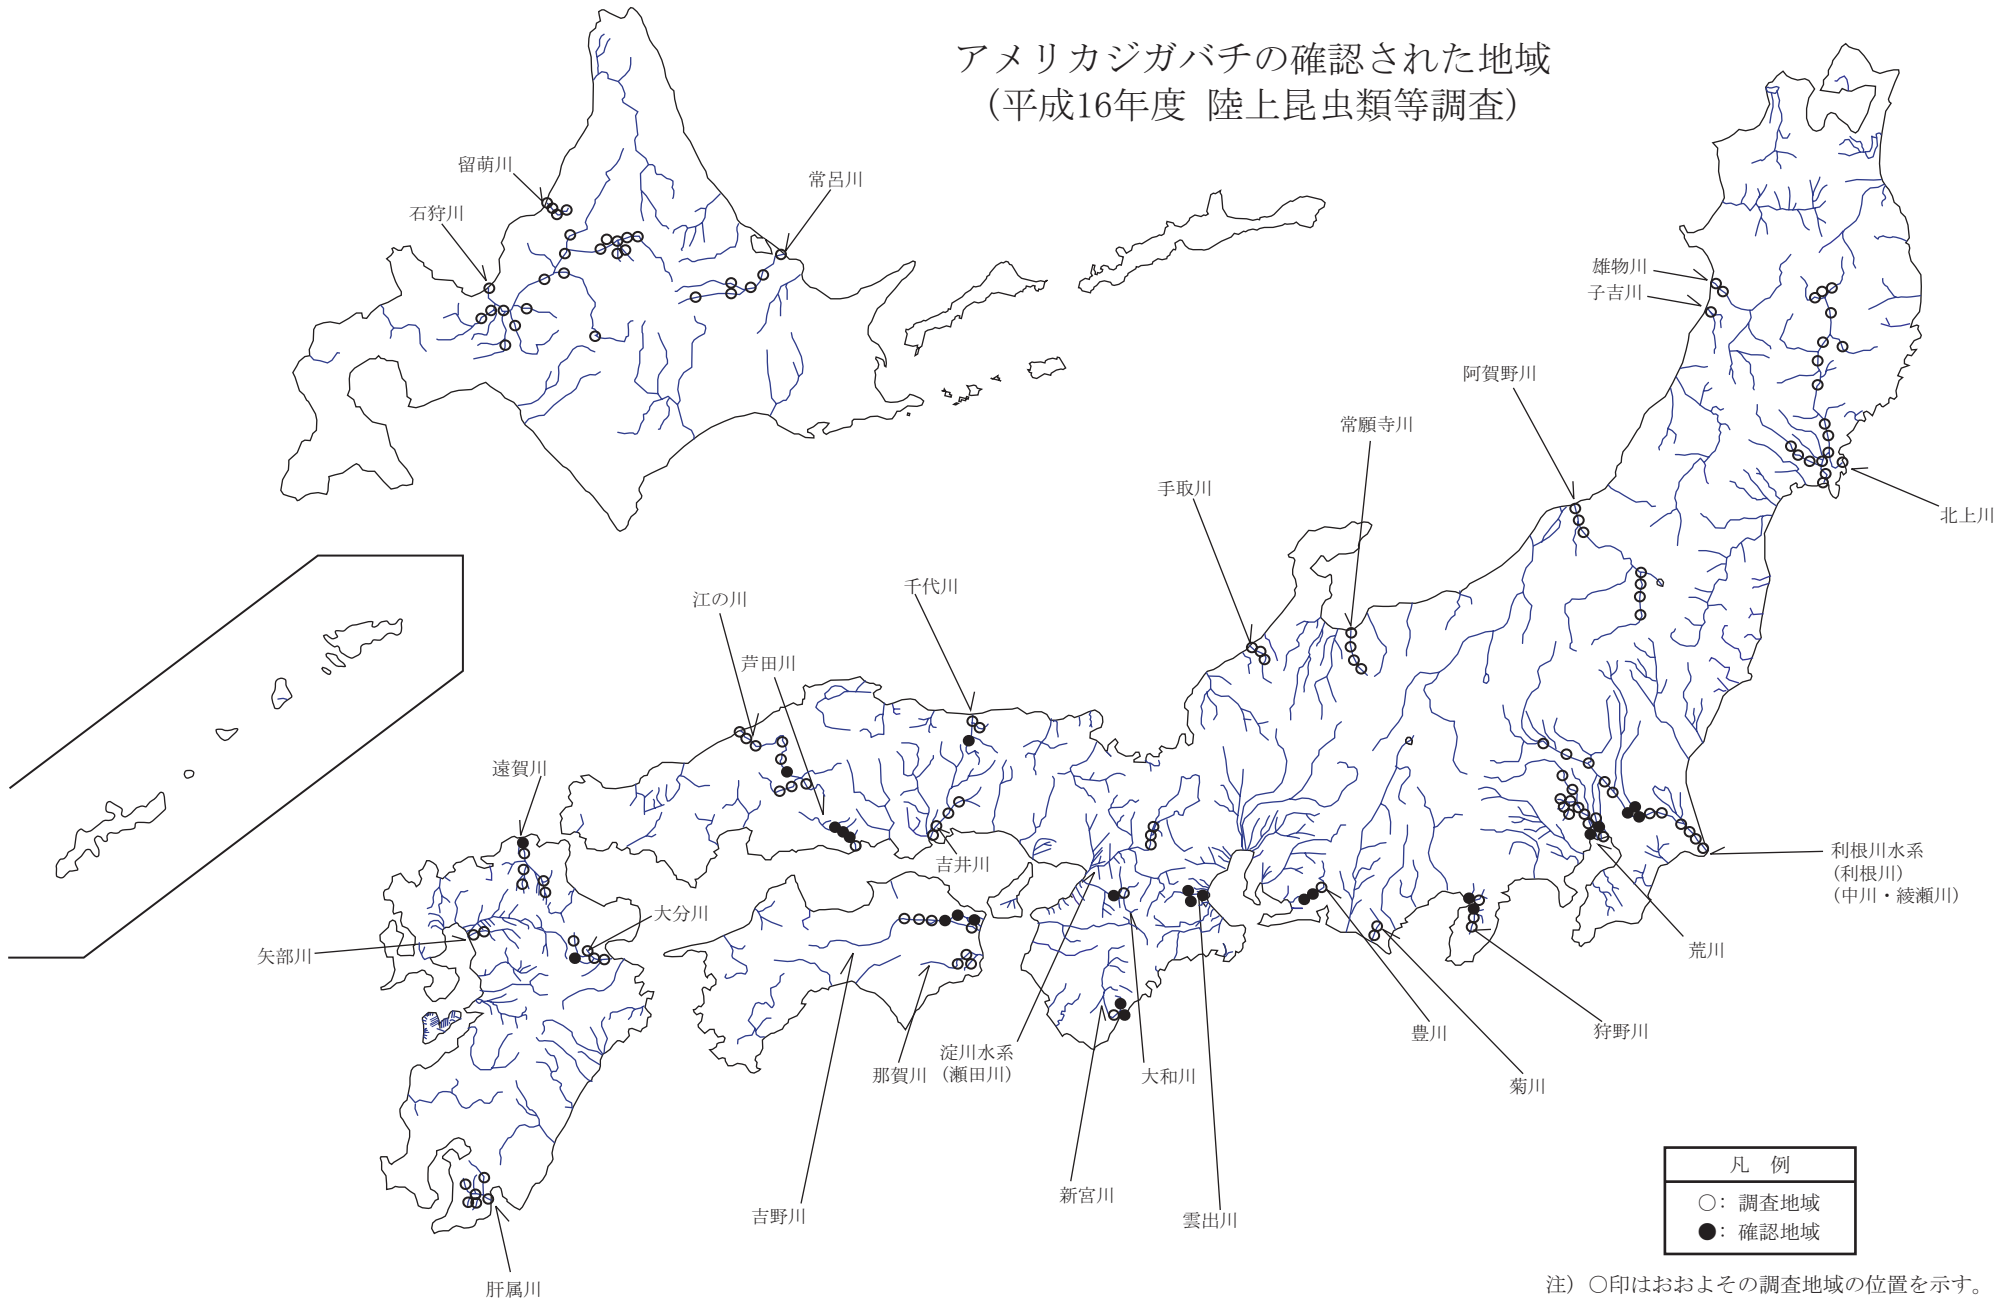 アメリカジガバチの確認された地域
（平成16年度 陸上昆虫類等調査）
留萌川
常呂川
石狩川
雄物川
子吉川
阿賀野川
常願寺川
手取川
北上川
千代川
江の川
芦田川
遠賀川
吉井川
利根川水系
（利根川）
（中川・綾瀬川）
大分川
矢部川
荒川
豊川
狩野川
淀川水系
（瀬田川）
那賀川
大和川
菊川
新宮川
吉野川
雲出川
肝属川
凡 例
○： 調査地域
●： 確認地域
注）○印はおおよその調査地域の位置を示す。